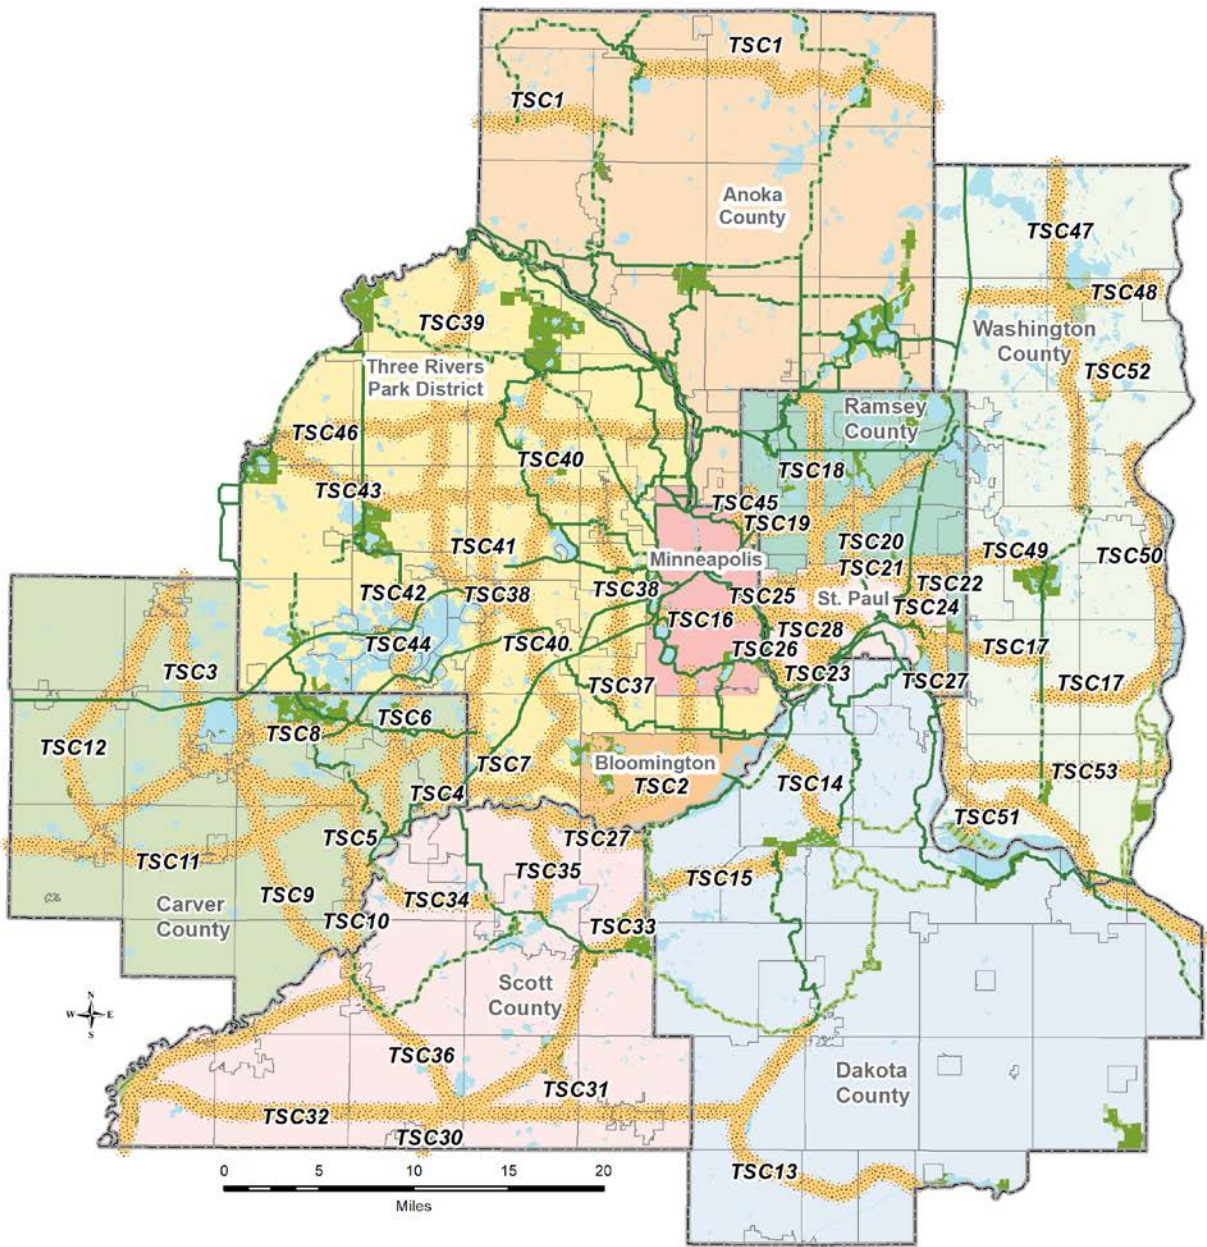 TSC1
TSC1
Anoka
County
TSC47
TSC48
TSC39
Washington
County
Three Rivers
Park District
TSC52
Ramsey
County
TSC46
TSC40
TSC18
TSC43
TSC45
TSC19
TSC41
TSC20
TSC49
TSC50
Minneapolis
TSC21
TSC22
TSC42
TSC38
TSC38
TSC25
St. Paul
TSC24
TSC16
TSC28
TSC44
TSC40
TSC26
TSC17
TSC3
TSC23
TSC27
TSC37
TSC17
TSC6
TSC8
TSC12
TSC7
Bloomington
TSC53
TSC4
TSC2
TSC14
TSC51
TSC5
TSC27
TSC11
TSC35
TSC15
TSC9
TSC34
Carver
County
TSC10
TSC33
Scott
County
N
W E
S
TSC36
Dakota
County
TSC31
TSC32
TSC30
0 5 10 15 20
Miles
TSC13